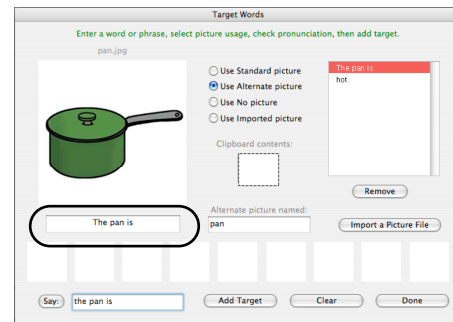 Target Words
Enter a word or phrase, select picture usage, check pronunciation, then add target.
pan.jpg
Use Standard picture
Use Alternate picture
Use No picture
Use Imported picture
The pan is
hot
Clipboard contents:
Remove
Alternate picture named:
The pan is
pan
Import a Picture File
Say:
the pan is
Add Target
Clear
Done